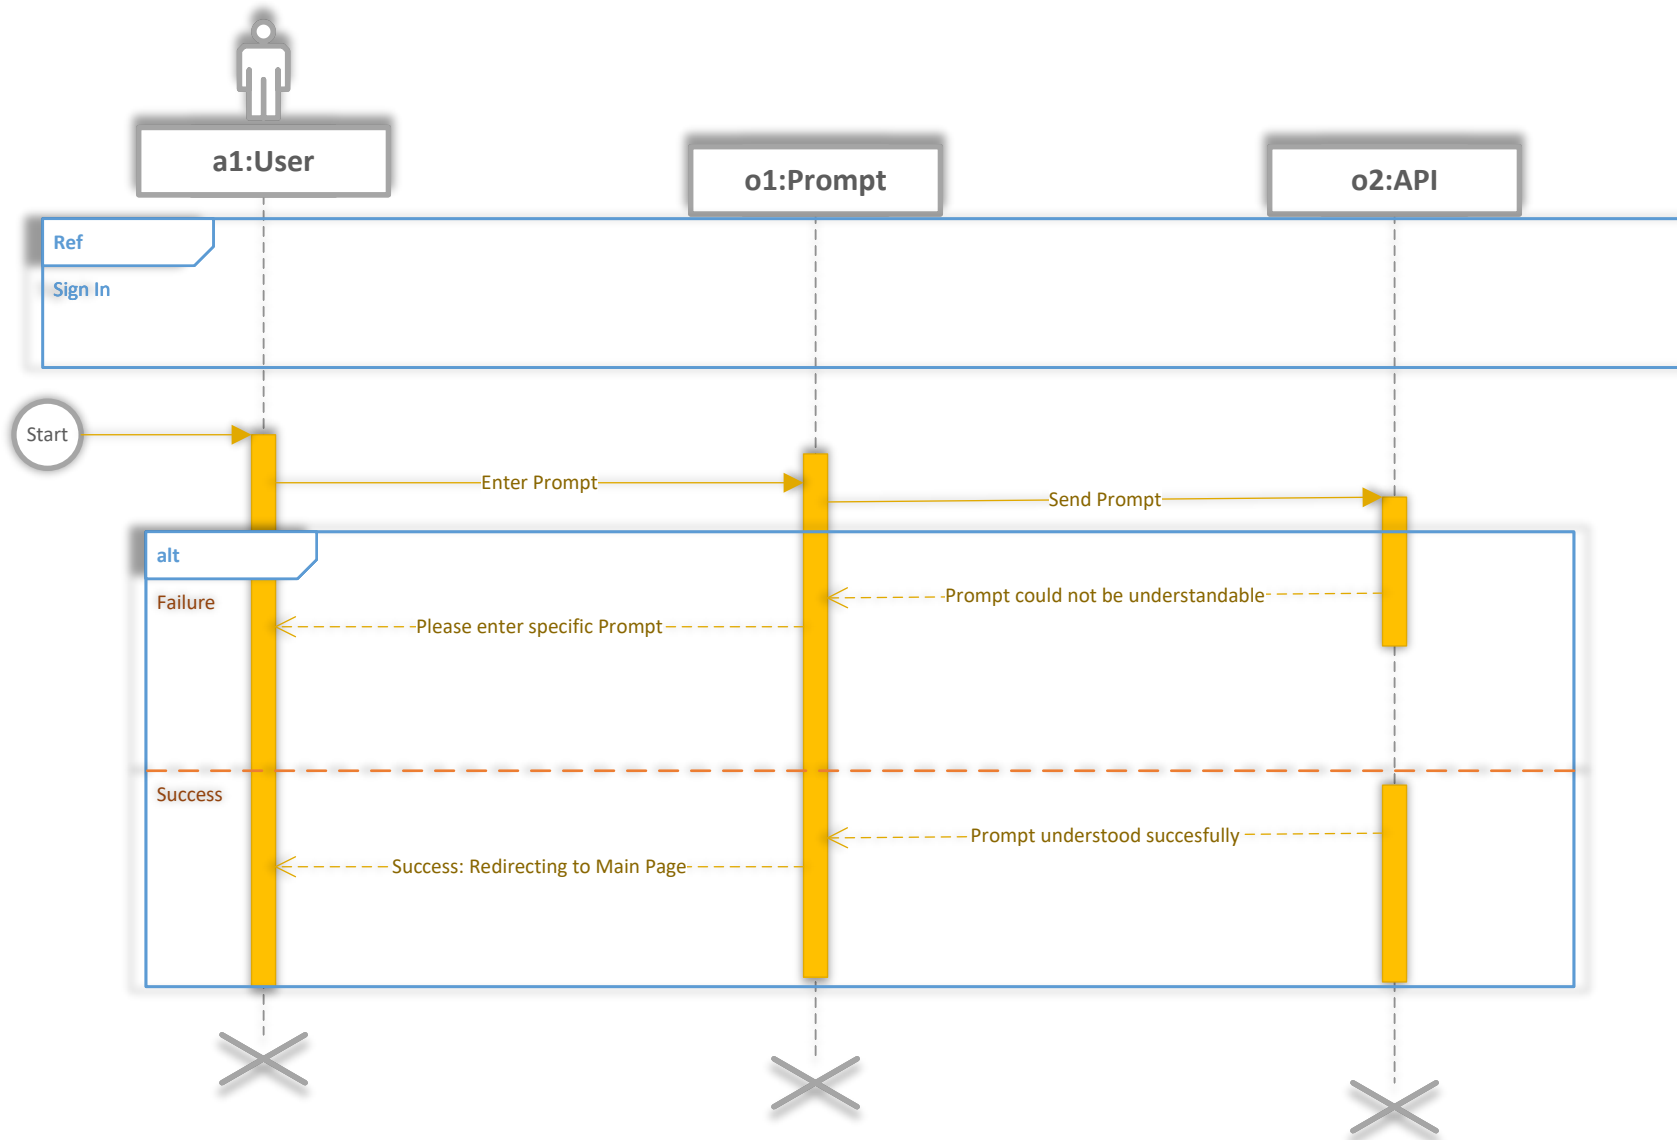 a1:User
o1:Prompt
o2:API
Ref
Sign In
Start
Enter Prompt
Send Prompt
alt
Failure
Prompt could not be understandable
Please enter specific Prompt
Success
Prompt understood succesfully
Success: Redirecting to Main Page